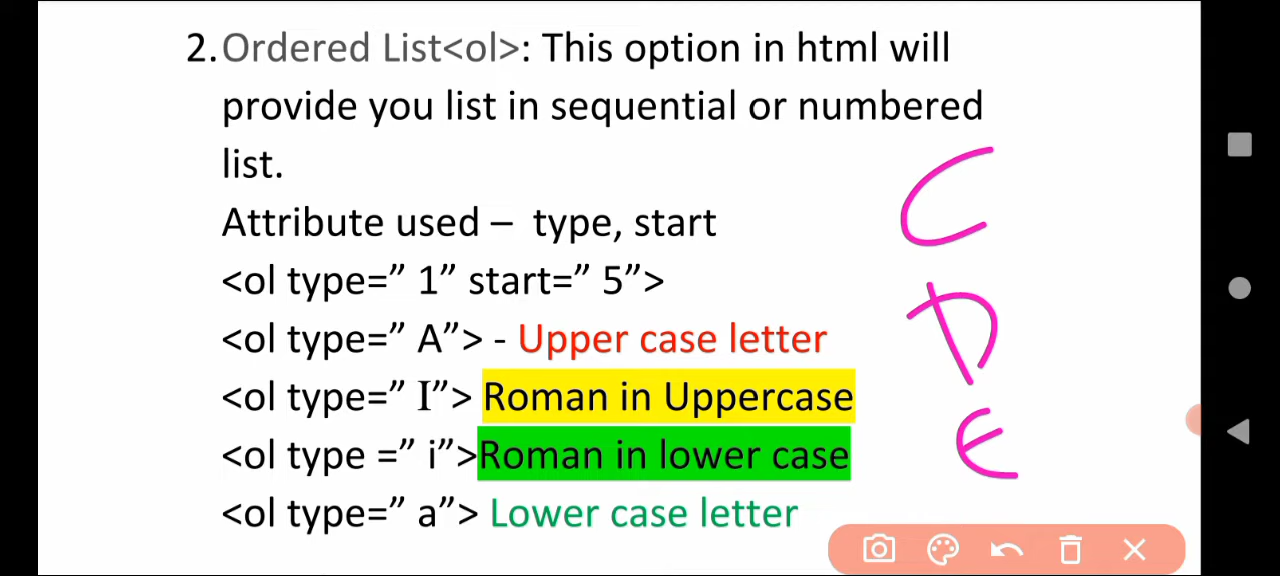 2.Ordered List<ol>: This option in html will
provide you list in sequential or numbered
list.
Attribute used – type, start
<ol type=” 1” start=” 5”>
<ol type=” A”> - Upper case letter
<ol type=” I”> Roman in Uppercase
<ol type =” i”>Roman in lower case
<ol type=” a”> Lower case letter
C
D
E